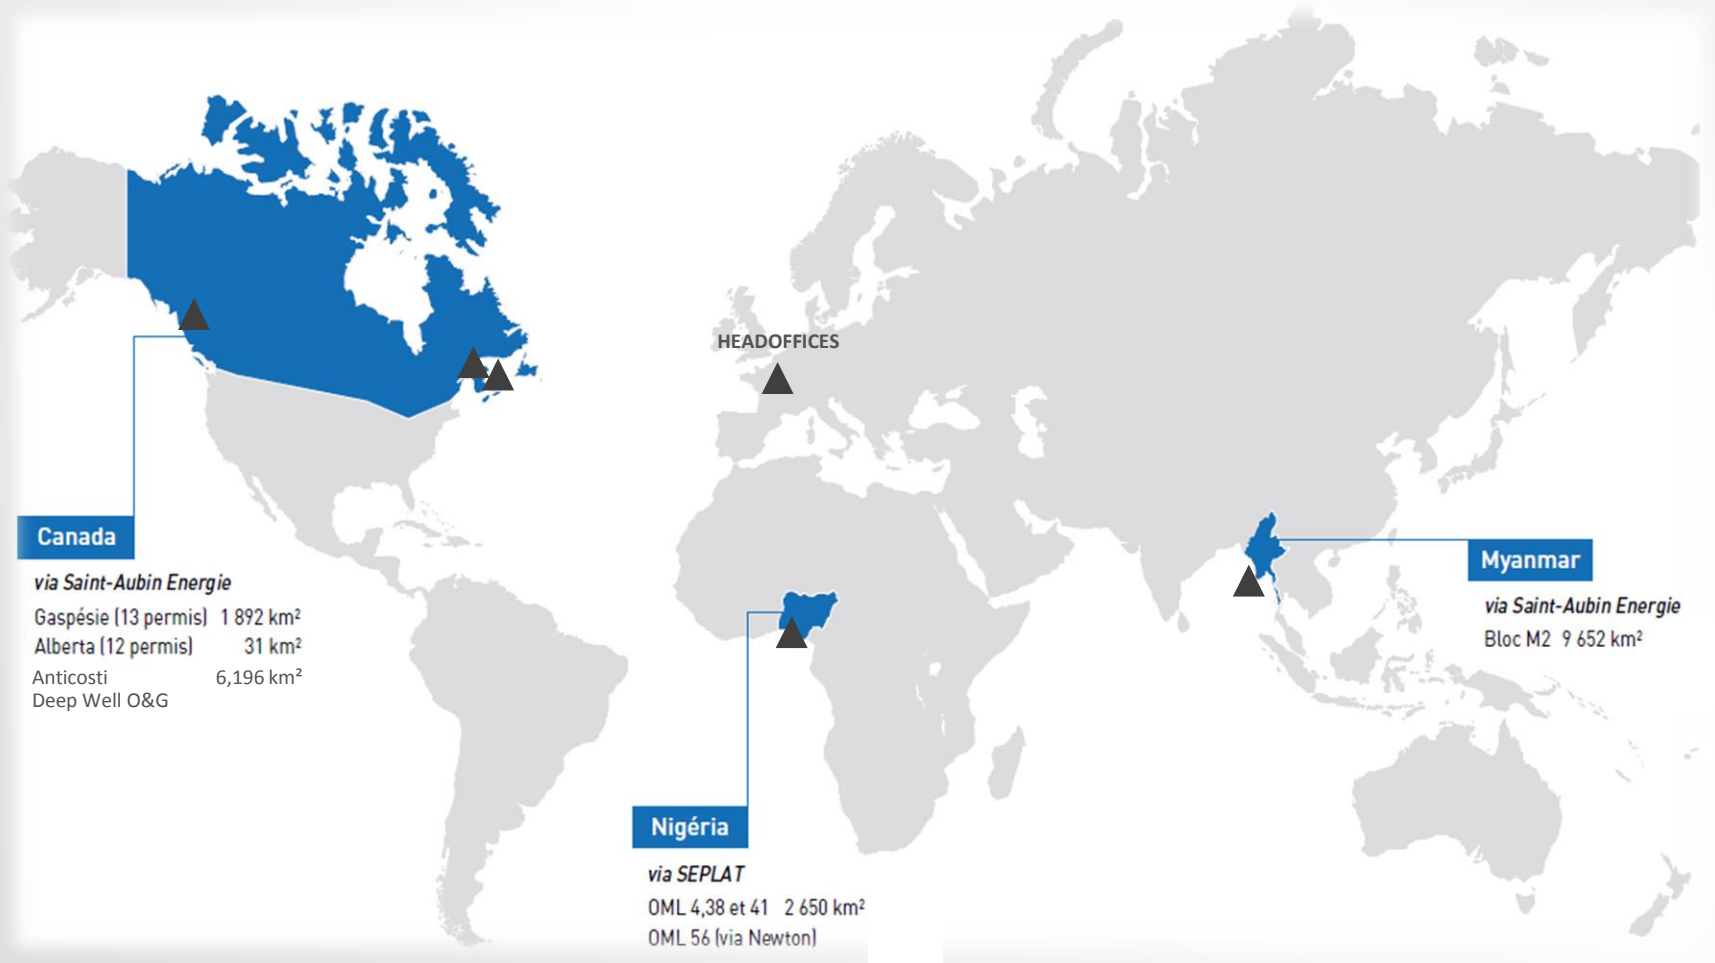 HEADOFFICES
Canada
via Saint-Aubin Energie
Gaspésie (13 permis) 1 892 km²
Alberta (12 permis) 31 km²
Anticosti 6,196 km²
Deep Well O&G
Myanmar
via Saint-Aubin Energie
Bloc M2 9 652 km²
Nigéria
via SEPLAT
OML 4,38 et 41 2 650 km²
OML 56 (via Newton)